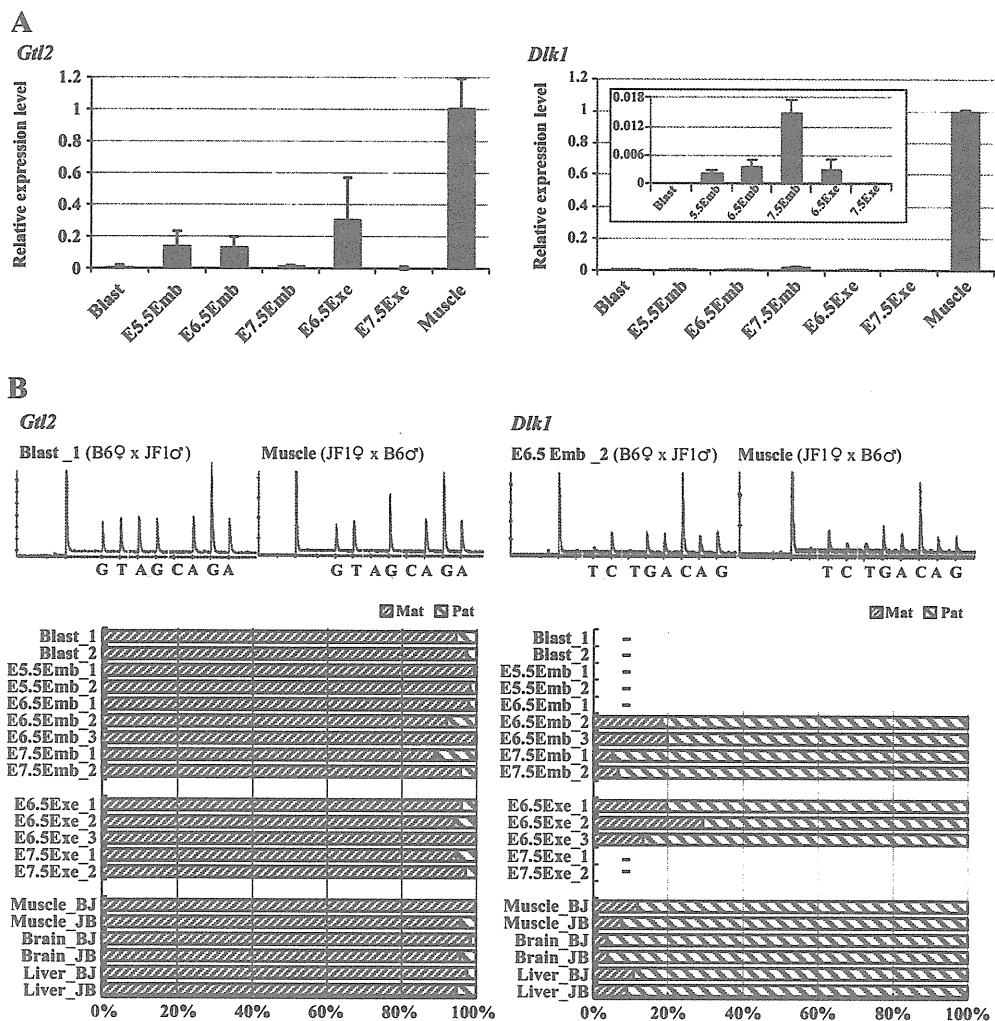 A
Gtl2
Dlk1
Relative expression level
1.2
1
0.8
0.6
0.4
0.2
0
Blast
E5.5Emb
E6.5Emb
E7.5Emb
E6.5Exe
E7.5Exe
Muscle
Relative expression level
1.2
1
0.8
0.6
0.4
0.2
0
0.018
0.012
0.006
0
Blast
5.5Emb
6.5Emb
7.5Emb
6.5Exe
7.5Exe
Blast
E5.5Emb
E6.5Emb
E7.5Emb
E6.5Exe
E7.5Exe
Muscle
B
Gtl2
Dlk1
Blast _1 (B6♀ x JF1♂)
Muscle (JF1♀ x B6♂)
E6.5 Emb _2 (B6♀ x JF1♂)
Muscle (JF1♀ x B6♂)
G T A G C A G A
G T A G C A G A
T C T G A C A G
T C T G A C A G
Mat Pat
Blast_1
Blast_2
E5.5Emb_1
E5.5Emb_2
E6.5Emb_1
E6.5Emb_2
E6.5Emb_3
E7.5Emb_1
E7.5Emb_2
E6.5Exe_1
E6.5Exe_2
E6.5Exe_3
E7.5Exe_1
E7.5Exe_2
Muscle_BJ
Muscle_JB
Brain_BJ
Brain_JB
Liver_BJ
Liver_JB
0% 20% 40% 60% 80% 100%
Mat Pat
Blast_1
Blast_2
E5.5Emb_1
E5.5Emb_2
E6.5Emb_1
E6.5Emb_2
E6.5Emb_3
E7.5Emb_1
E7.5Emb_2
E6.5Exe_1
E6.5Exe_2
E6.5Exe_3
E7.5Exe_1
E7.5Exe_2
Muscle_BJ
Muscle_JB
Brain_BJ
Brain_JB
Liver_BJ
Liver_JB
0% 20% 40% 60% 80% 100%